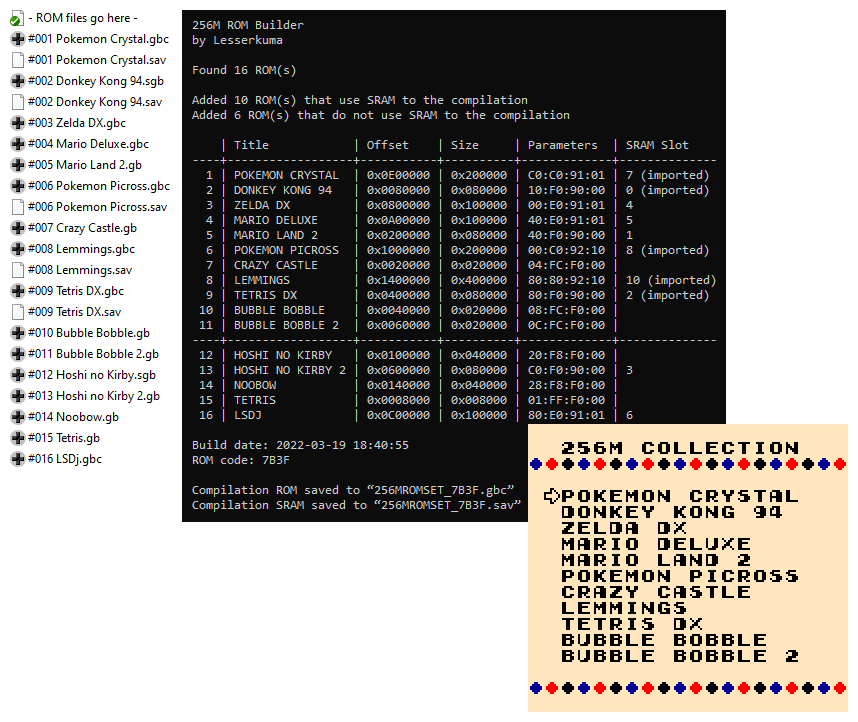 - ROM files go here -
#001 Pokemon Crystal.gbc
#001 Pokemon Crystal.sav
#002 Donkey Kong 94.sgb
#002 Donkey Kong 94.sav
#003 Zelda DX.gbc
#004 Mario Deluxe.gbc
#005 Mario Land 2.gb
#006 Pokemon Picross.gbc
#006 Pokemon Picross.sav
#007 Crazy Castle.gb
#008 Lemmings.gbc
#008 Lemmings.sav
#009 Tetris DX.gbc
#009 Tetris DX.sav
#010 Bubble Bobble.gb
#011 Bubble Bobble 2.gb
#012 Hoshi no Kirby.sgb
#013 Hoshi no Kirby 2.gb
#014 Noobow.gb
#015 Tetris.gb
#016 LSDj.gbc
256M ROM Builder
by Lesserkuma
Found 16 ROM(s)
Added 10 ROM(s) that use SRAM to the compilation
Added 6 ROM(s) that do not use SRAM to the compilation
| Title | Offset | Size | Parameters | SRAM Slot
1 | POKEMON CRYSTAL | 0x0E00000 | 0x200000 | C0:C0:91:01 | 7 (imported)
2 | DONKEY KONG 94 | 0x0080000 | 0x080000 | 10:F0:90:00 | 0 (imported)
3 | ZELDA DX | 0x0800000 | 0x100000 | 00:E0:91:01 | 4
4 | MARIO DELUXE | 0x0A00000 | 0x100000 | 40:E0:91:01 | 5
5 | MARIO LAND 2 | 0x0200000 | 0x080000 | 40:F0:90:00 | 1
6 | POKEMON PICROSS | 0x1000000 | 0x200000 | 00:C0:92:10 | 8 (imported)
7 | CRAZY CASTLE | 0x0020000 | 0x020000 | 04:FC:F0:00 |
8 | LEMMINGS | 0x1400000 | 0x400000 | 80:80:92:10 | 10 (imported)
9 | TETRIS DX | 0x0400000 | 0x080000 | 80:F0:90:00 | 2 (imported)
10 | BUBBLE BOBBLE | 0x0040000 | 0x020000 | 08:FC:F0:00 |
11 | BUBBLE BOBBLE 2 | 0x0060000 | 0x020000 | 0C:FC:F0:00 |
12 | HOSHI NO KIRBY | 0x0100000 | 0x040000 | 20:F8:F0:00 |
13 | HOSHI NO KIRBY 2 | 0x0600000 | 0x080000 | C0:F0:90:00 | 3
14 | NOOBOW | 0x0140000 | 0x040000 | 28:F8:F0:00 |
15 | TETRIS | 0x0008000 | 0x008000 | 01:FF:F0:00 |
16 | LSDJ | 0x0C00000 | 0x100000 | 80:E0:91:01 | 6
Build date: 2022-03-19 18:40:55
ROM code: 7B3F
Compilation ROM saved to “256MROMSET_7B3F.gbc”
Compilation SRAM saved to “256MROMSET_7B3F.sav”
256M COLLECTION
POKEMON CRYSTAL
DONKEY KONG 94
ZELDA DX
MARIO DELUXE
MARIO LAND 2
POKEMON PICROSS
CRAZY CASTLE
LEMMINGS
TETRIS DX
BUBBLE BOBBLE
BUBBLE BOBBLE 2